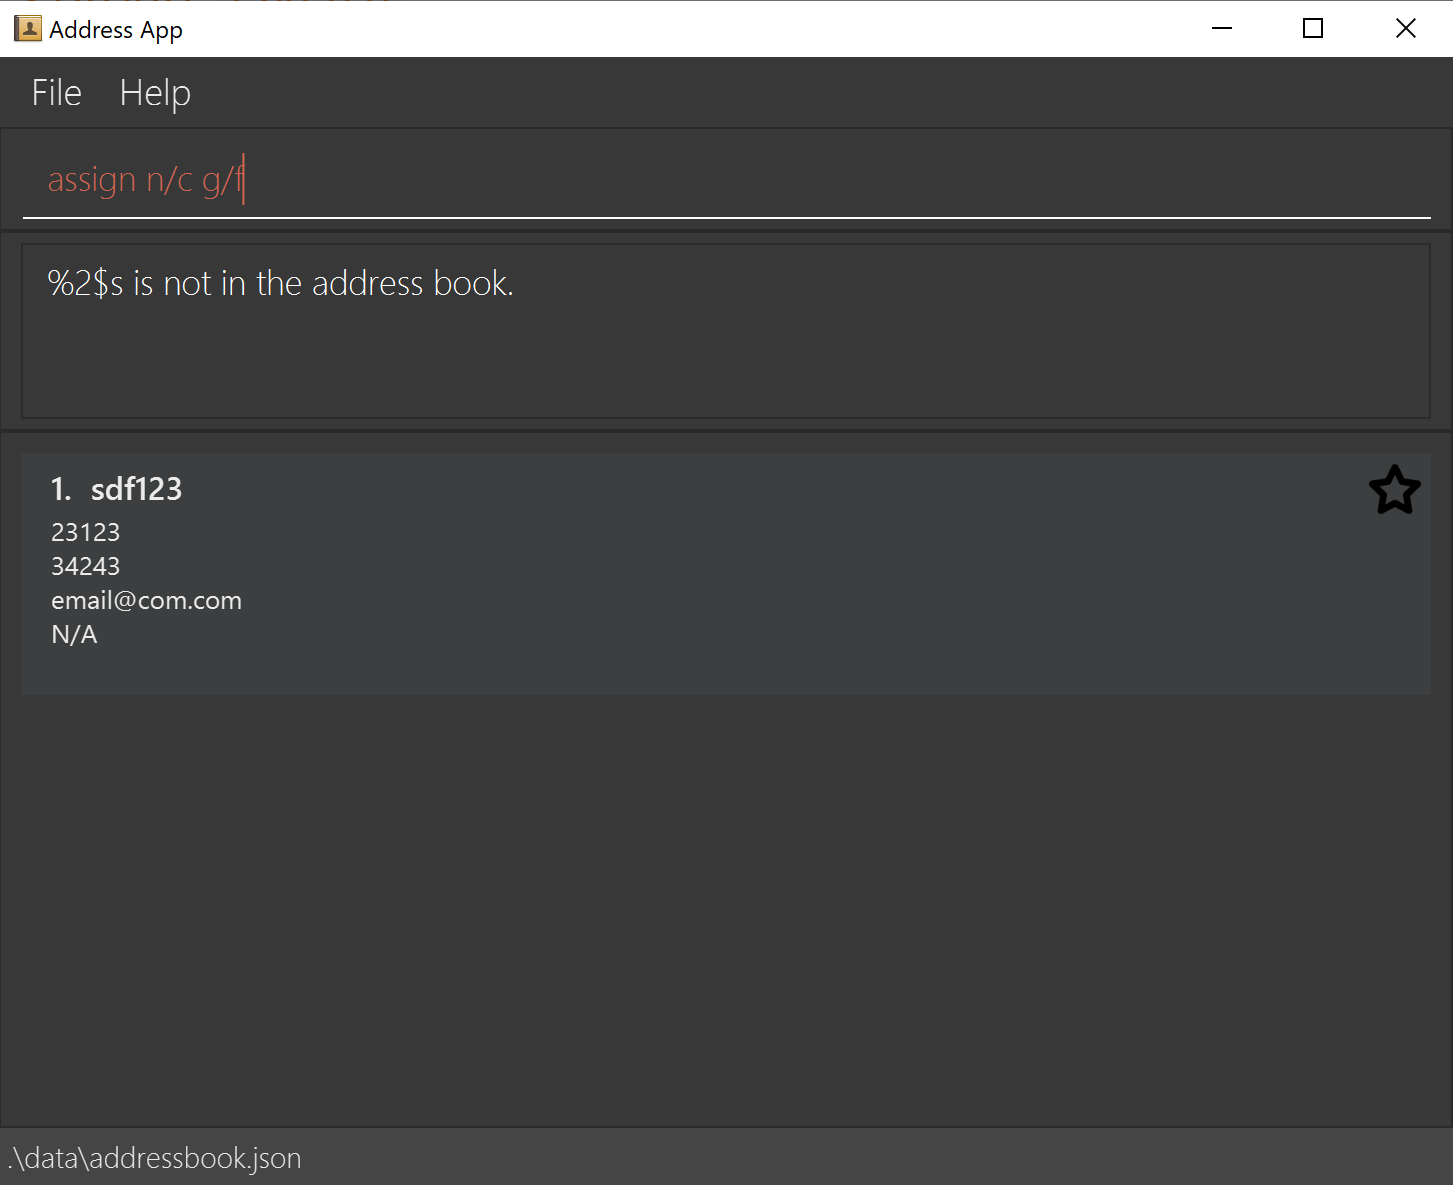 Address App
File Help
assign n/c g/f
%2$s is not in the address book.
1. sdf123
23123
34243
email@com.com
N/A
.\data\addressbook.json